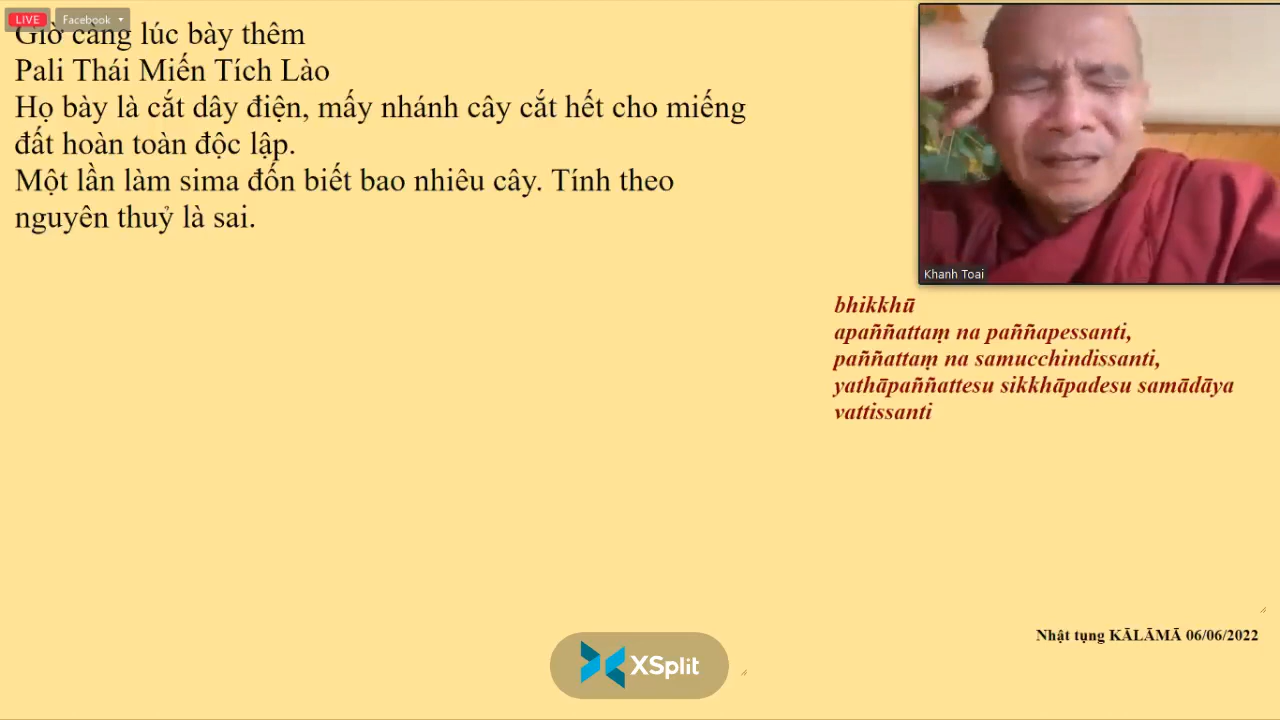 LIVE
Facebook
Giờ càng lúc bày thêm
Pali Thái Miến Tích Lào
Họ bày là cắt dây điện, mấy nhánh cây cắt hết cho miếng
đất hoàn toàn độc lập.
Một lần làm sima đốn biết bao nhiêu cây. Tính theo
nguyên thuỷ là sai.
Khanh Toai
bhikkhū
apaññattaṃ na paññapessanti,
paññattaṃ na samucchindissanti,
yathāpaññattesu sikkhāpadesu samādāya
vattissanti
Nhật tụng KĀLĀMĀ 06/06/2022
XSplit